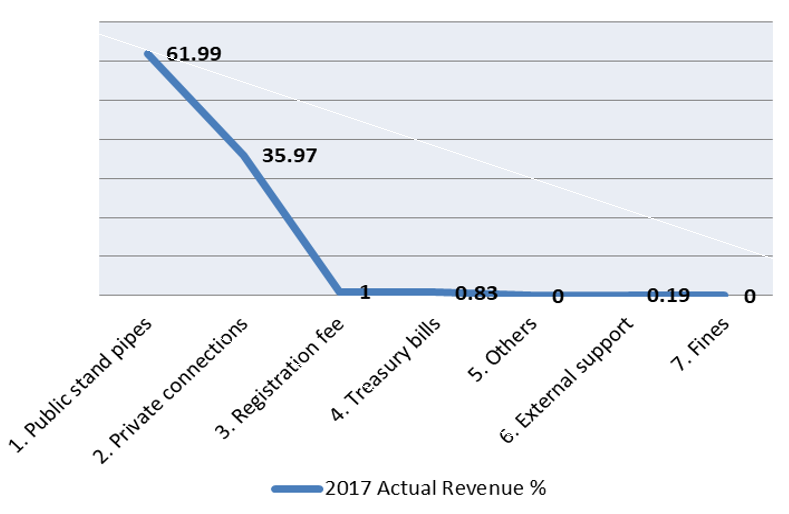 61.99
35.97
1
0.83
0
0.19
0
1. Public stand pipes
2. Private connections
3. Registration fee
4. Treasury bills
5. Others
6. External support
7. Fines
2017 Actual Revenue %